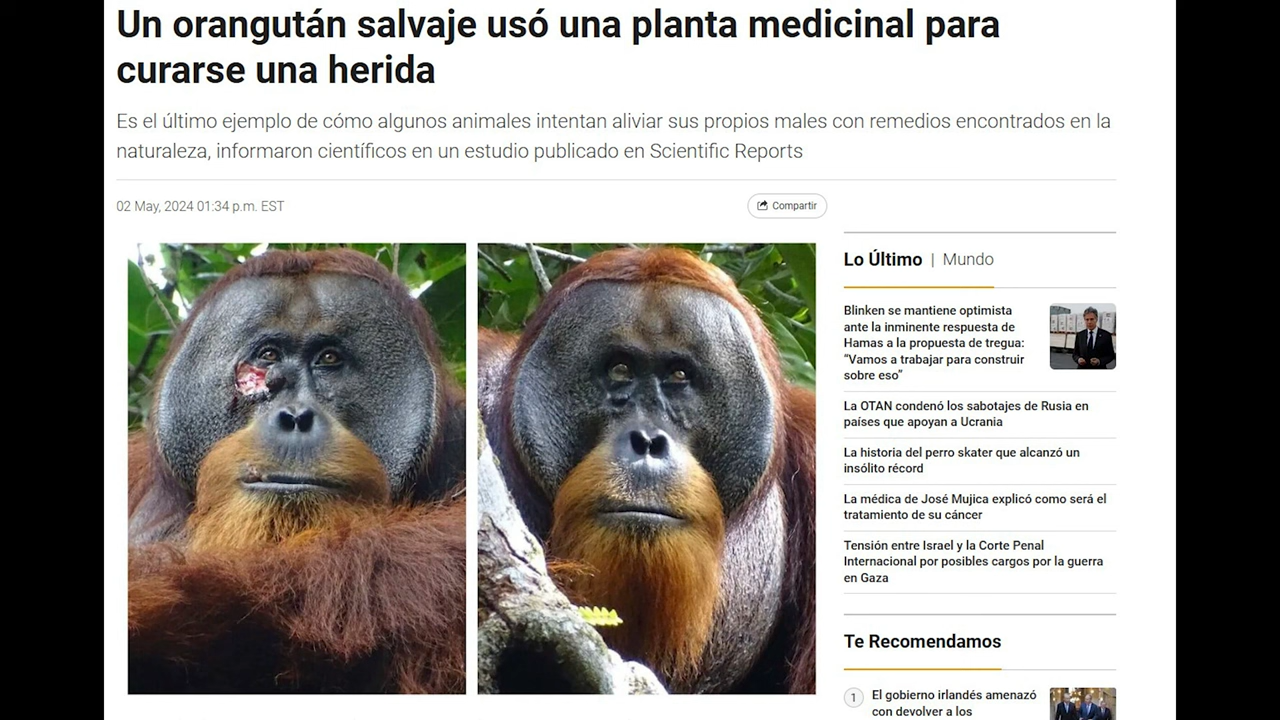 Un orangután salvaje usó una planta medicinal para
curarse una herida
Es el último ejemplo de cómo algunos animales intentan aliviar sus propios males con remedios encontrados en la
naturaleza, informaron científicos en un estudio publicado en Scientific Reports
02 May, 2024 01:34 p.m. EST
Compartir
Lo Último | Mundo
Blinken se mantiene optimista
ante la inminente respuesta de
Hamas a la propuesta de tregua:
“Vamos a trabajar para construir
sobre eso”
La OTAN condenó los sabotajes de Rusia en
países que apoyan a Ucrania
La historia del perro skater que alcanzó un
insólito récord
La médica de José Mujica explicó como será el
tratamiento de su cáncer
Tensión entre Israel y la Corte Penal
Internacional por posibles cargos por la guerra
en Gaza
Te Recomendamos
1 El gobierno irlandés amenazó
con devolver a los